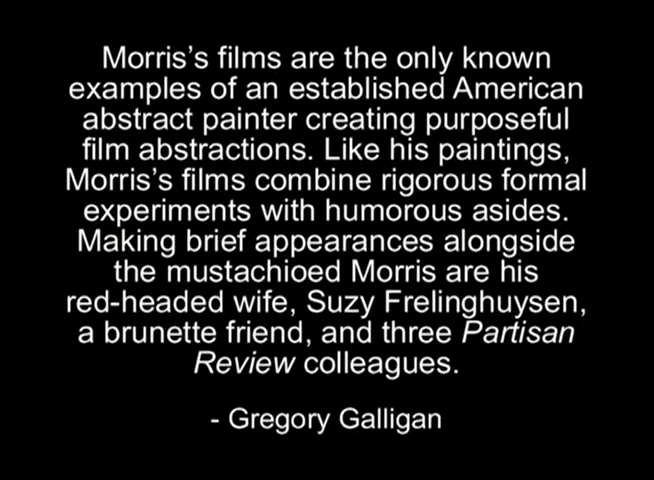 Morris’s films are the only known
examples of an established American
abstract painter creating purposeful
film abstractions. Like his paintings,
Morris’s films combine rigorous formal
experiments with humorous asides.
Making brief appearances alongside
the mustachioed Morris are his
red-headed wife, Suzy Frelinghuysen,
a brunette friend, and three Partisan
Review colleagues.
- Gregory Galligan